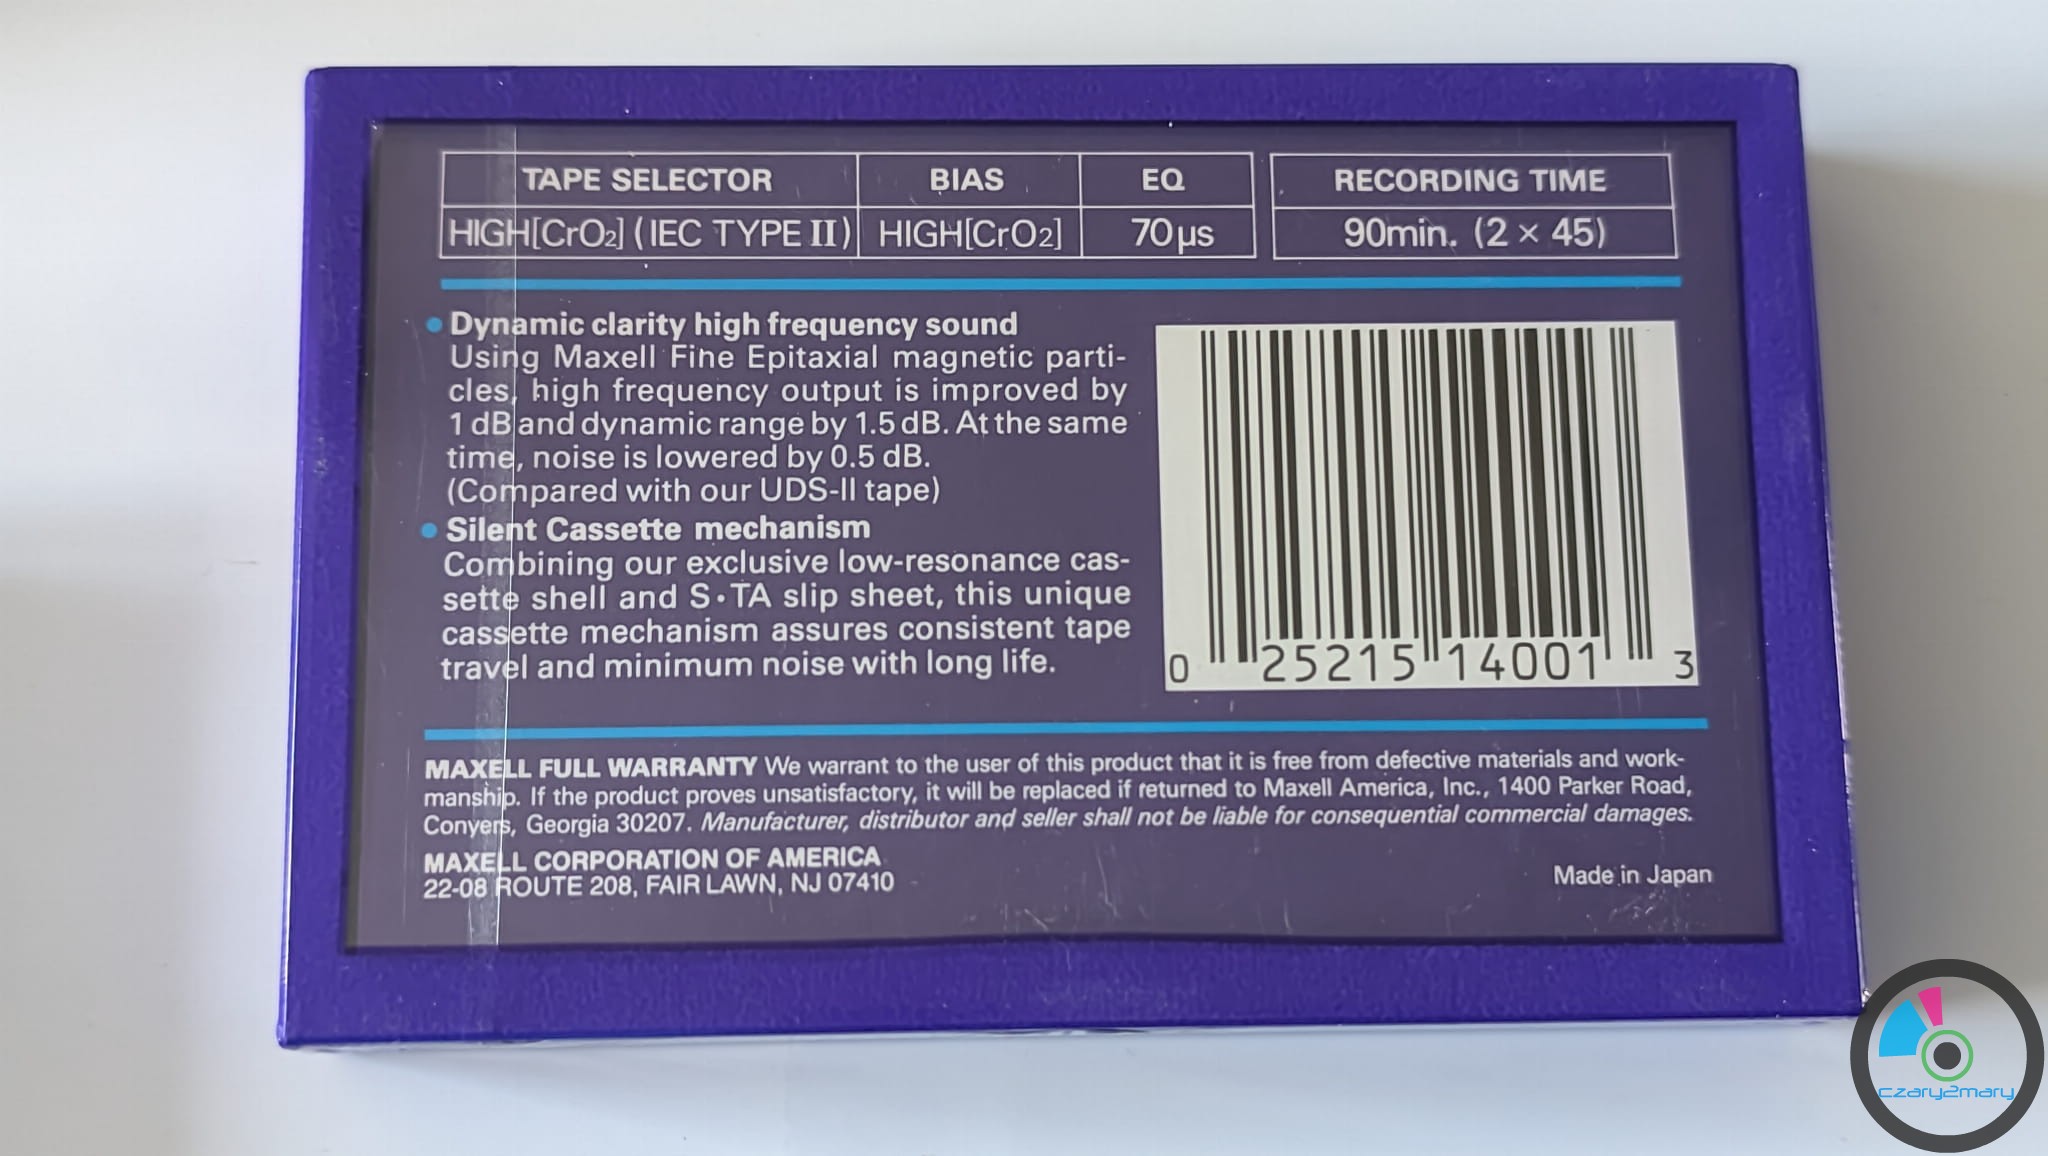 TAPE SELECTOR BIAS EQ RECORDING TIME
HIGH[CrO₂] (IEC TYPE II) HIGH[CrO₂] 70µs 90min. (2 × 45)
• Dynamic clarity high frequency sound
Using Maxell Fine Epitaxial magnetic parti-
cles, high frequency output is improved by
1 dB and dynamic range by 1.5 dB. At the same
time, noise is lowered by 0.5 dB.
(Compared with our UDS-II tape)
• Silent Cassette mechanism
Combining our exclusive low-resonance cas-
sette shell and S•TA slip sheet, this unique
cassette mechanism assures consistent tape
travel and minimum noise with long life.
0 25215 14001 3
MAXELL FULL WARRANTY We warrant to the user of this product that it is free from defective materials and work-
manship. If the product proves unsatisfactory, it will be replaced if returned to Maxell America, Inc., 1400 Parker Road,
Conyers, Georgia 30207. Manufacturer, distributor and seller shall not be liable for consequential commercial damages.
MAXELL CORPORATION OF AMERICA
22-08 ROUTE 208, FAIR LAWN, NJ 07410
Made in Japan
czary2mary